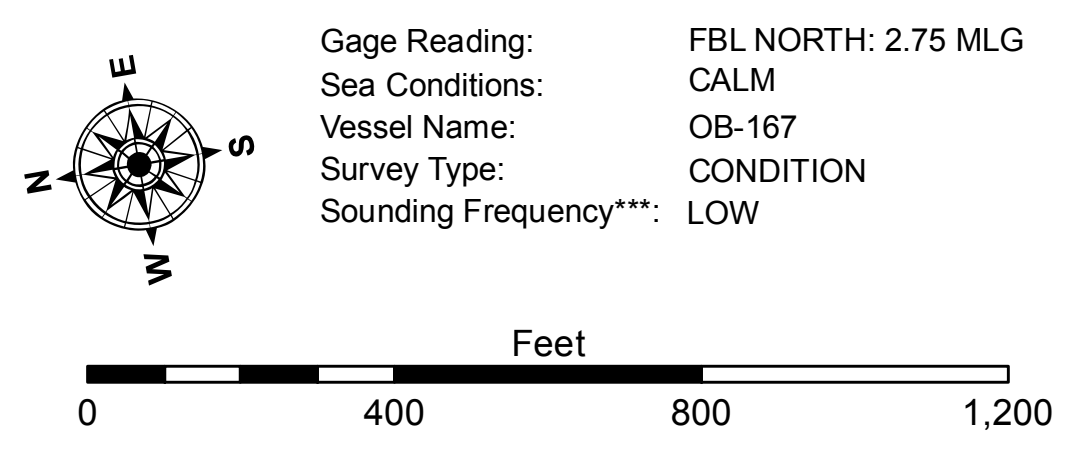 E
S
N
W
Gage Reading: FBL NORTH: 2.75 MLG
Sea Conditions: CALM
Vessel Name: OB-167
Survey Type: CONDITION
Sounding Frequency***: LOW
Feet
0 400 800 1,200